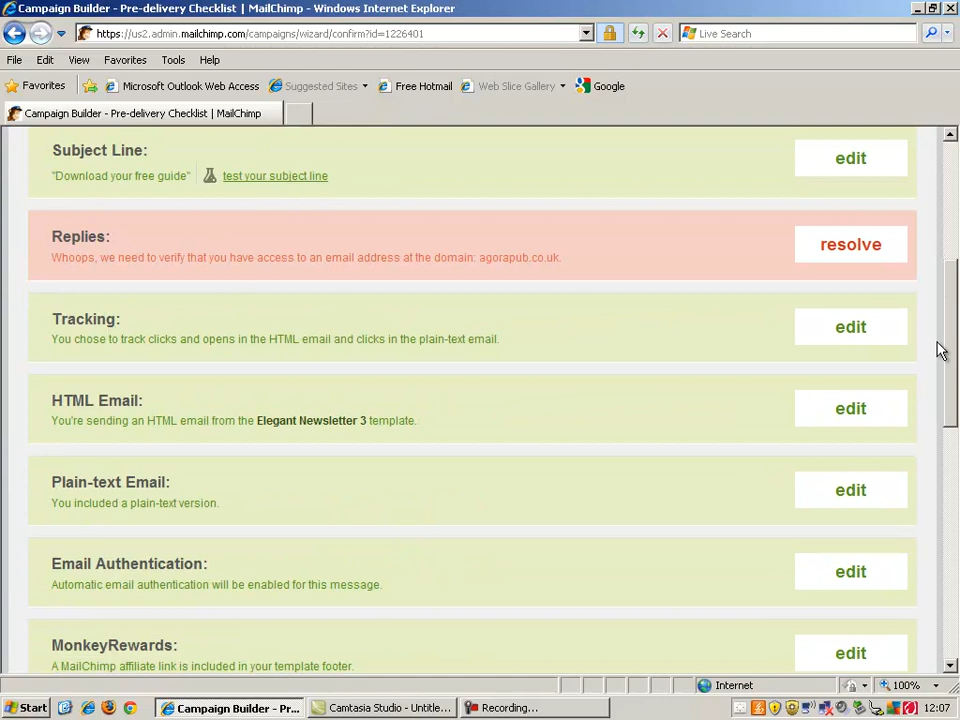 Campaign Builder - Pre-delivery Checklist | MailChimp - Windows Internet Explorer
https://us2.admin.mailchimp.com/campaigns/wizard/confirm?id=1226401
Live Search
File Edit View Favorites Tools Help
Favorites Microsoft Outlook Web Access Suggested Sites Free Hotmail Web Slice Gallery Google
Campaign Builder - Pre-delivery Checklist | MailChimp
Subject Line:
edit
"Download your free guide" test your subject line
Replies:
resolve
Whoops, we need to verify that you have access to an email address at the domain: agorapub.co.uk.
Tracking:
edit
You chose to track clicks and opens in the HTML email and clicks in the plain-text email.
HTML Email:
edit
You're sending an HTML email from the Elegant Newsletter 3 template.
Plain-text Email:
edit
You included a plain-text version.
Email Authentication:
edit
Automatic email authentication will be enabled for this message.
MonkeyRewards:
edit
A MailChimp affiliate link is included in your template footer.
Internet 100%
Start Campaign Builder - Pr... Camtasia Studio - Untitle... Recording... 12:07